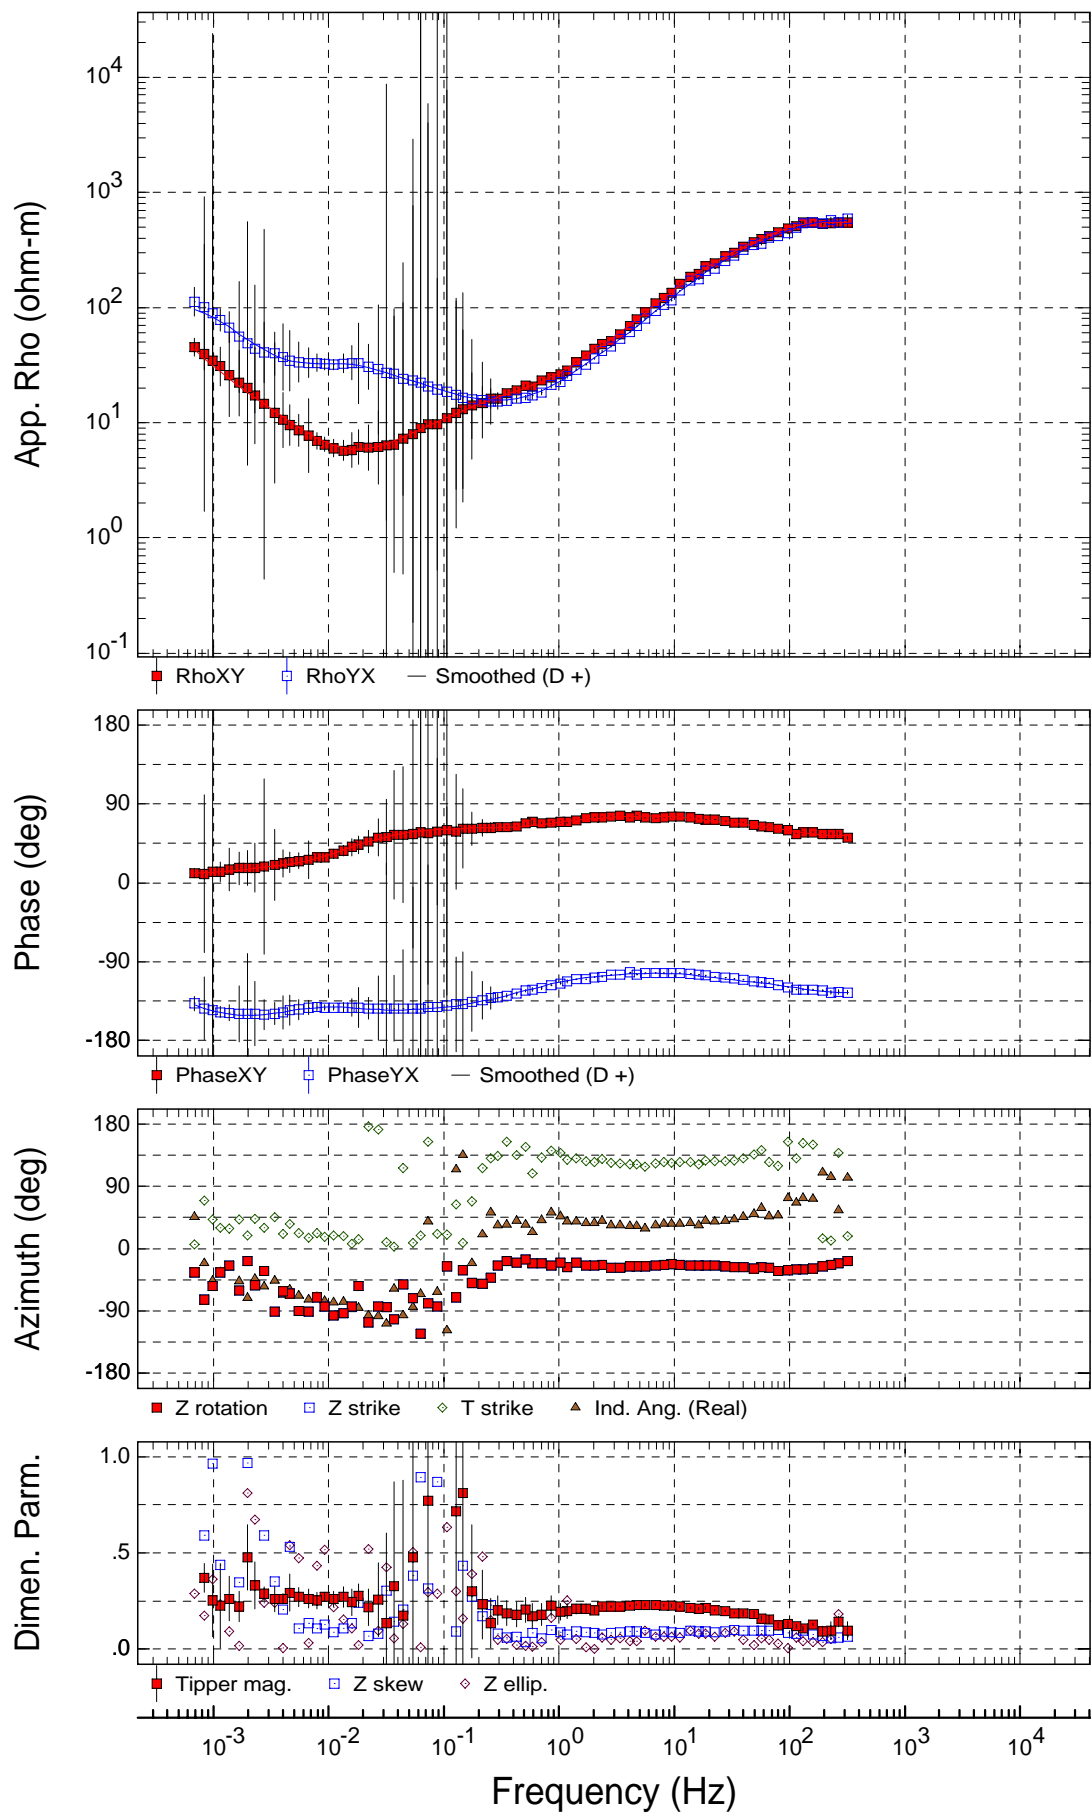 App. Rho (ohm-m)
10^4
10^3
10^2
10^1
10^0
10^-1
RhoXY RhoYX Smoothed (D +)
Phase (deg)
180
90
0
-90
-180
PhaseXY PhaseYX Smoothed (D +)
Azimuth (deg)
180
90
0
-90
-180
Z rotation Z strike T strike Ind. Ang. (Real)
Dimen. Parm.
1.0
.5
.0
Tipper mag. Z skew Z ellip.
10^-3 10^-2 10^-1 10^0 10^1 10^2 10^3 10^4
Frequency (Hz)